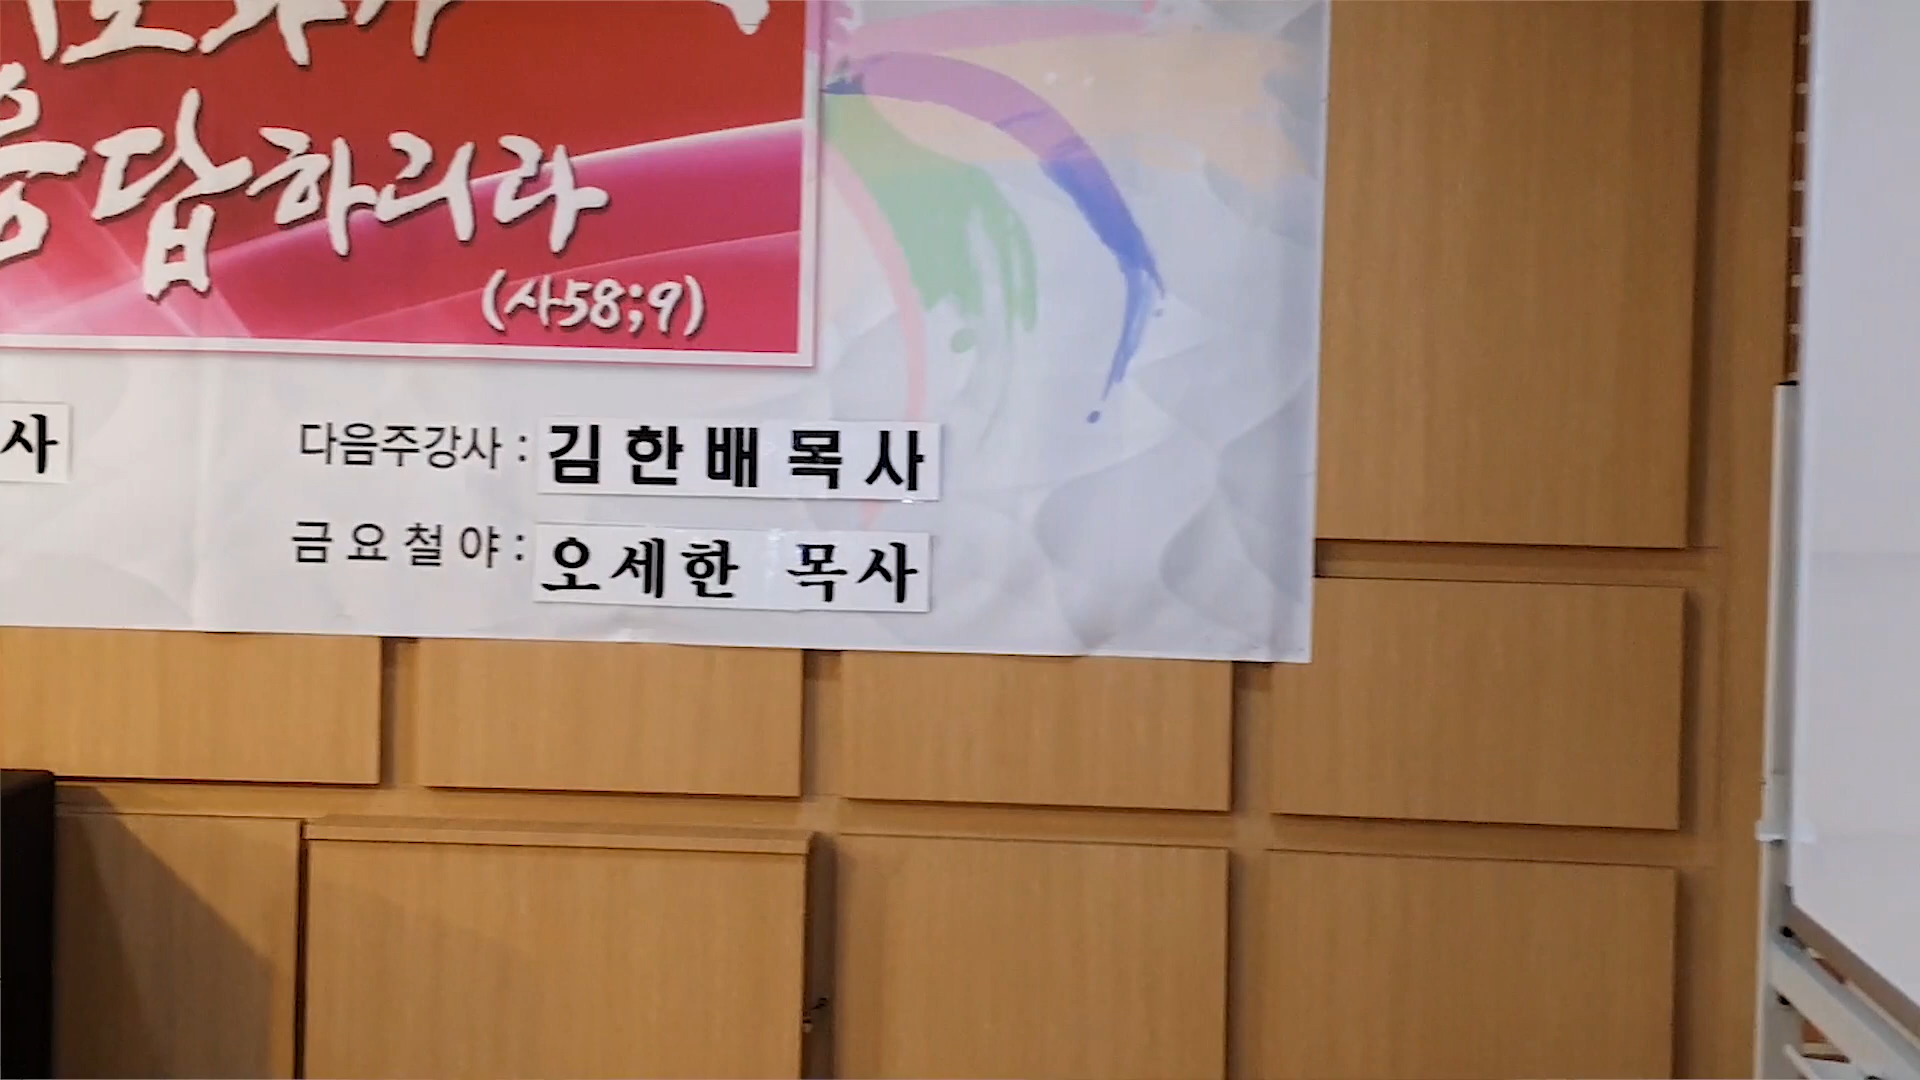 응답하리라
(사58;9)
사
다음주강사 : 김한배목사
금요철야 : 오세한 목사